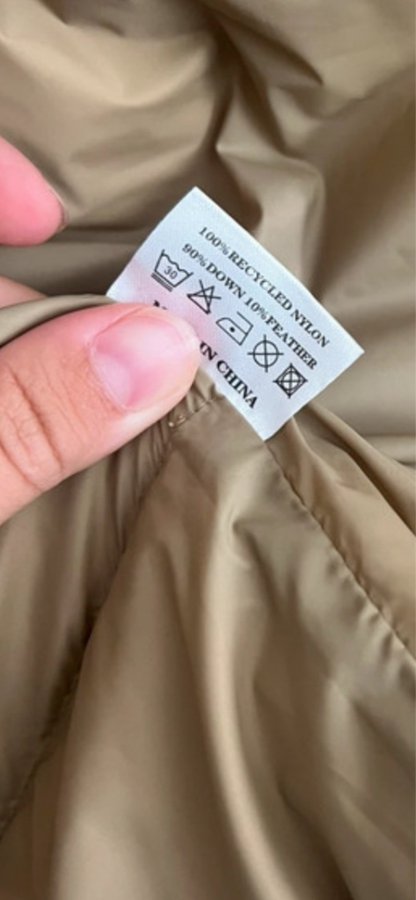 100%RECYCLED NYLON
90%DOWN 10%FEATHER
30
IN CHINA